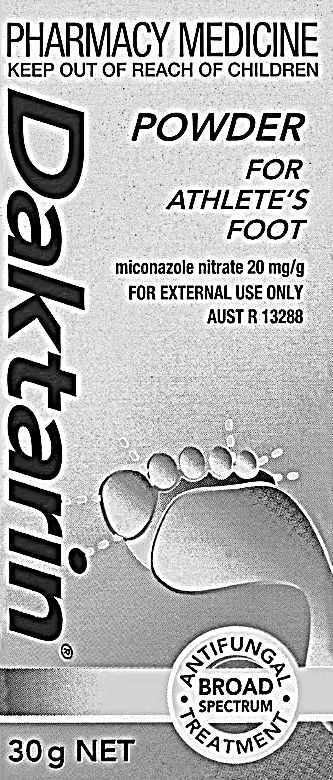 PHARMACY MEDICINE
KEEP OUT OF REACH OF CHILDREN
Daktarin®
POWDER
FOR
ATHLETE'S
FOOT
miconazole nitrate 20 mg/g
FOR EXTERNAL USE ONLY
AUST R 13288
ANTIFUNGAL
BROAD
SPECTRUM
TREATMENT
30g NET